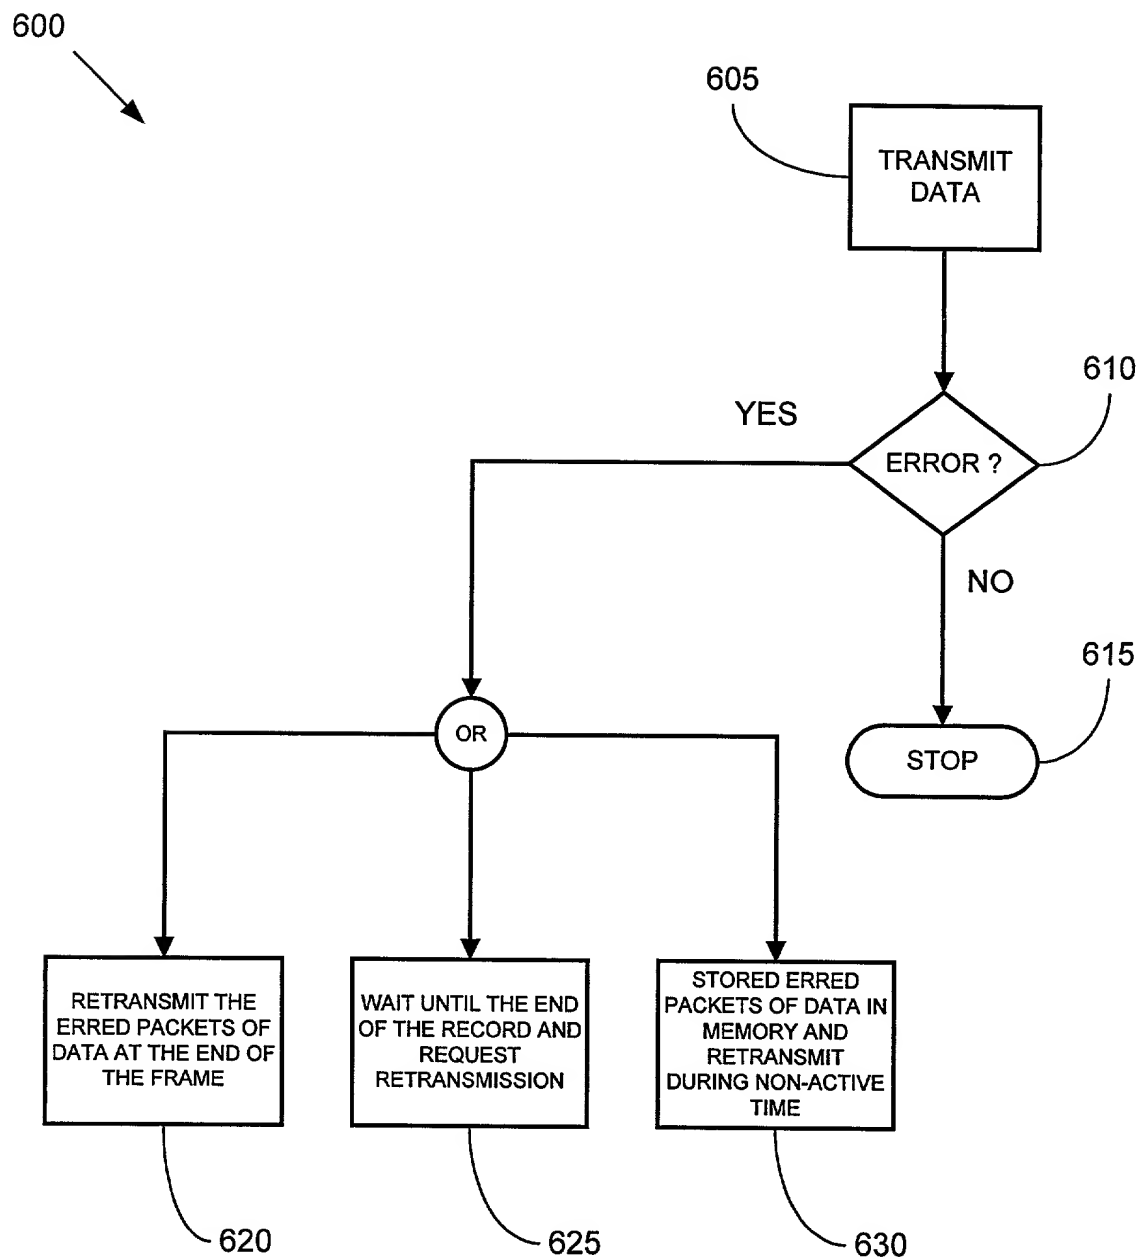 600
605
TRANSMIT
DATA
610
YES
ERROR ?
NO
615
OR
STOP
RETRANSMIT THE
ERRED PACKETS OF
DATA AT THE END OF
THE FRAME
WAIT UNTIL THE END
OF THE RECORD AND
REQUEST
RETRANSMISSION
STORED ERRED
PACKETS OF DATA IN
MEMORY AND
RETRANSMIT
DURING NON-ACTIVE
TIME
620
625
630